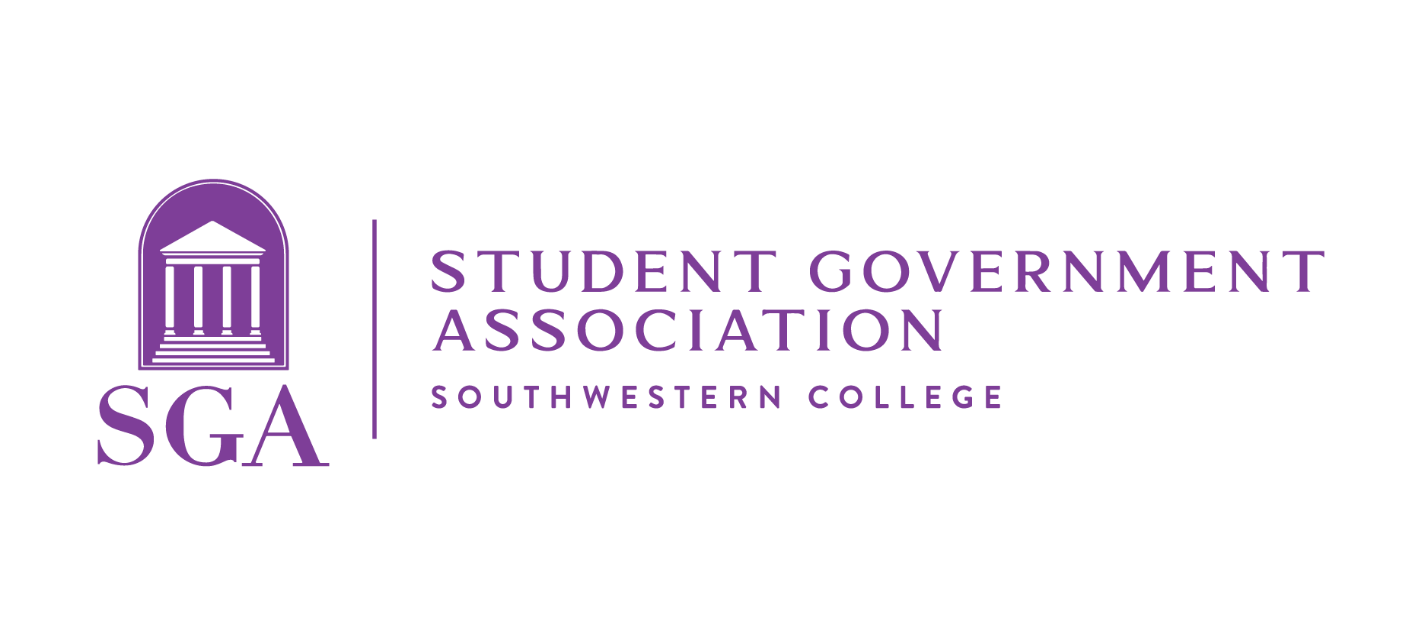 SGA
STUDENT GOVERNMENT
ASSOCIATION
SOUTHWESTERN COLLEGE